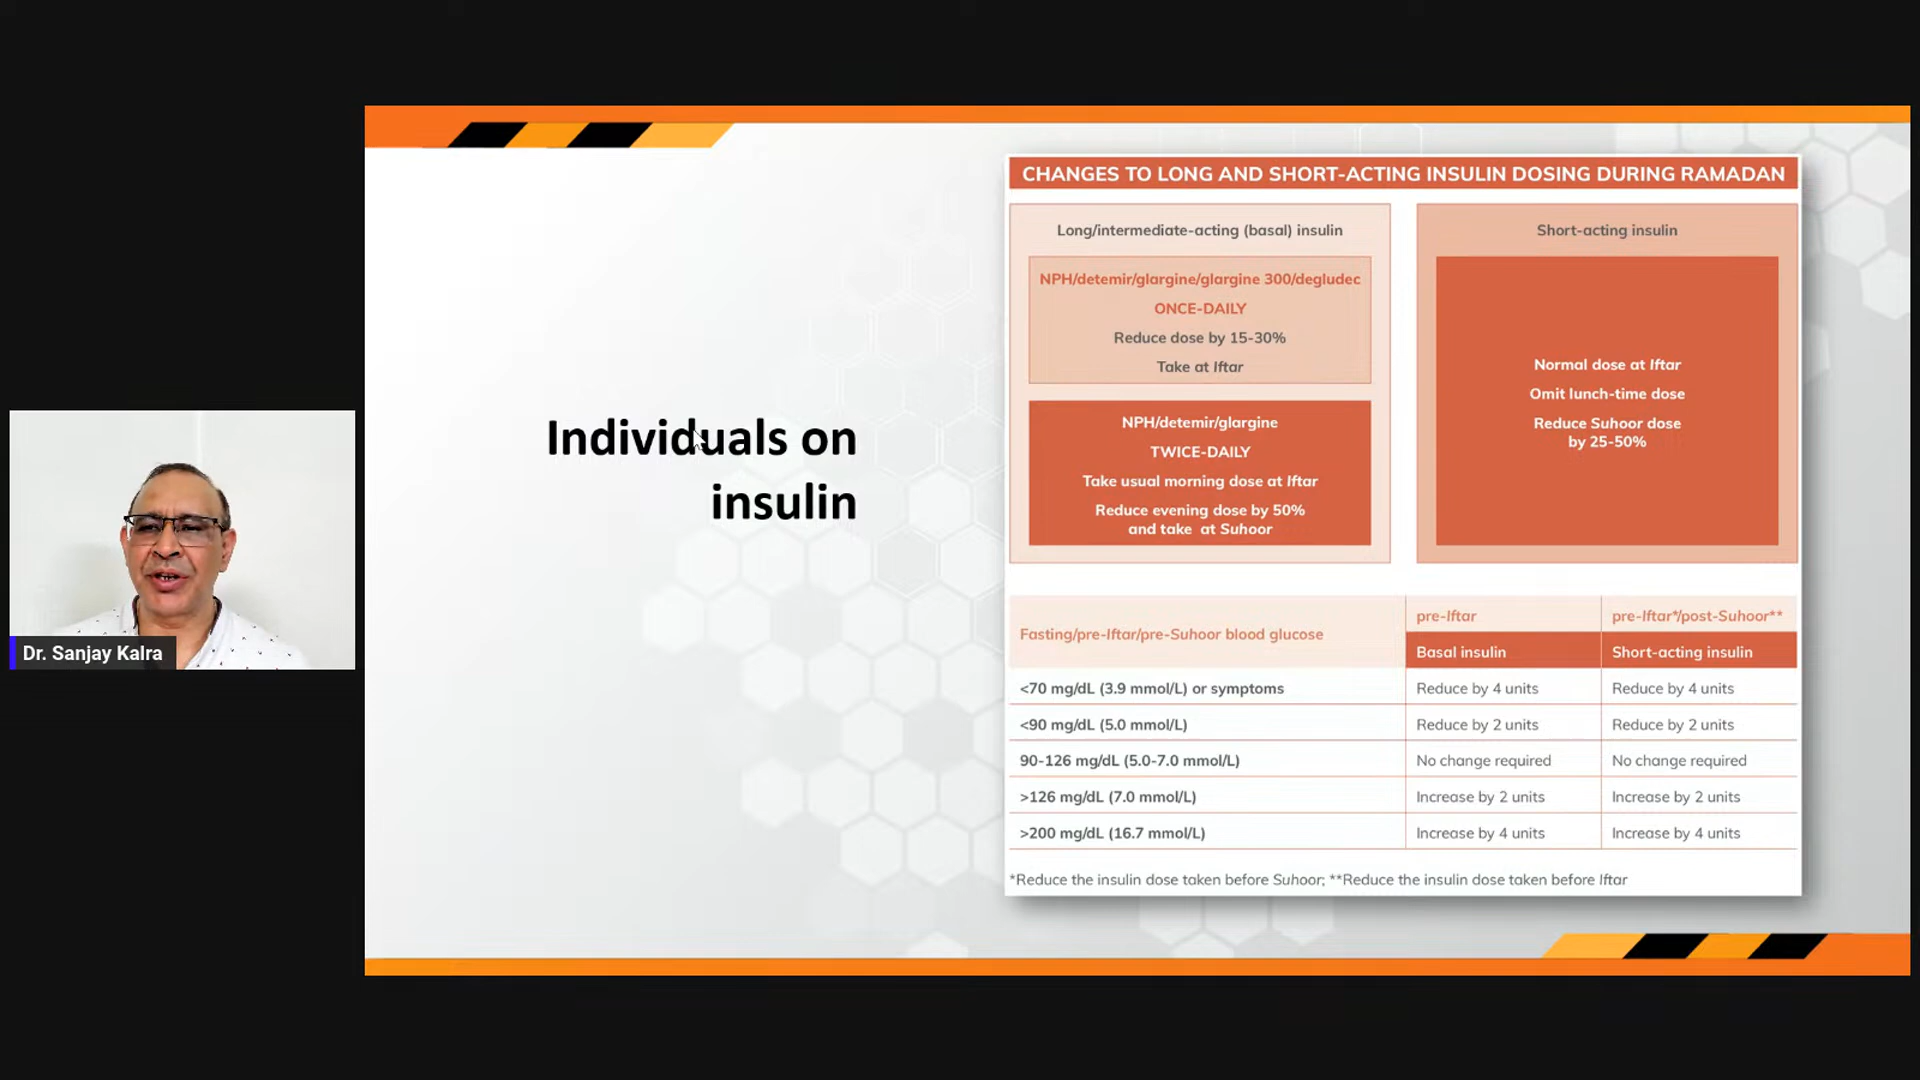 Individuals on
insulin
CHANGES TO LONG AND SHORT-ACTING INSULIN DOSING DURING RAMADAN
Long/intermediate-acting (basal) insulin
NPH/detemir/glargine/glargine 300/degludec
ONCE-DAILY
Reduce dose by 15-30%
Take at Iftar
NPH/detemir/glargine
TWICE-DAILY
Take usual morning dose at Iftar
Reduce evening dose by 50%
and take at Suhoor
Short-acting insulin
Normal dose at Iftar
Omit lunch-time dose
Reduce Suhoor dose
by 25-50%
Fasting/pre-Iftar/pre-Suhoor blood glucose
pre-Iftar
pre-Iftar*/post-Suhoor**
Basal insulin
Short-acting insulin
<70 mg/dL (3.9 mmol/L) or symptoms
Reduce by 4 units
Reduce by 4 units
<90 mg/dL (5.0 mmol/L)
Reduce by 2 units
Reduce by 2 units
90-126 mg/dL (5.0-7.0 mmol/L)
No change required
No change required
>126 mg/dL (7.0 mmol/L)
Increase by 2 units
Increase by 2 units
>200 mg/dL (16.7 mmol/L)
Increase by 4 units
Increase by 4 units
*Reduce the insulin dose taken before Suhoor; **Reduce the insulin dose taken before Iftar
Dr. Sanjay Kalra